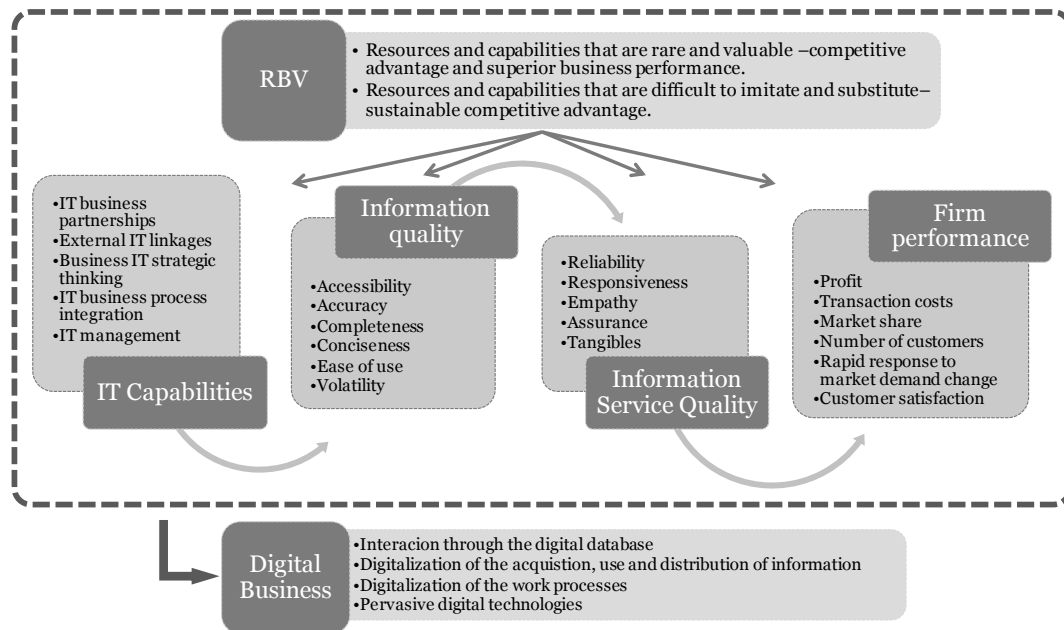 RBV
• Resources and capabilities that are rare and valuable –competitive
advantage and superior business performance.
• Resources and capabilities that are difficult to imitate and substitute–
sustainable competitive advantage.
•IT business
partnerships
•External IT linkages
•Business IT strategic
thinking
•IT business process
integration
•IT management
IT Capabilities
Information
quality
•Accessibility
•Accuracy
•Completeness
•Conciseness
•Ease of use
•Volatility
•Reliability
•Responsiveness
•Empathy
•Assurance
•Tangibles
Information
Service Quality
Firm
performance
•Profit
•Transaction costs
•Market share
•Number of customers
•Rapid response to
market demand change
•Customer satisfaction
Digital
Business
•Interacion through the digital database
•Digitalization of the acquistion, use and distribution of information
•Digitalization of the work processes
•Pervasive digital technologies